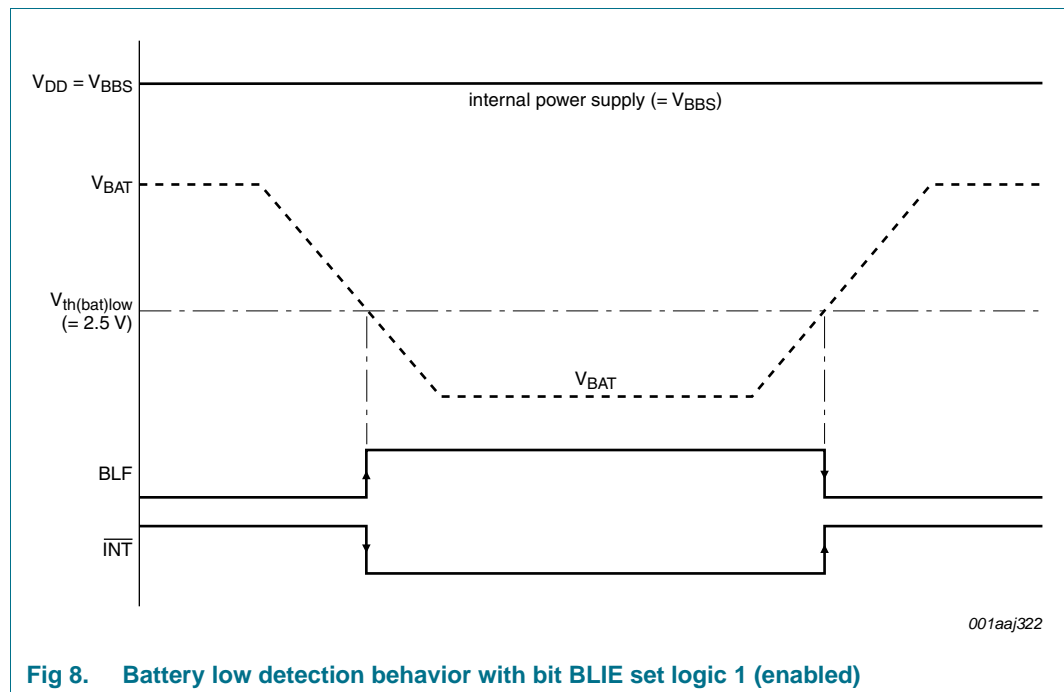 VDD = VBBS
internal power supply (= VBBS)
VBAT
Vth(bat)low
(= 2.5 V)
VBAT
BLF
INT
001aaj322
Fig 8. Battery low detection behavior with bit BLIE set logic 1 (enabled)